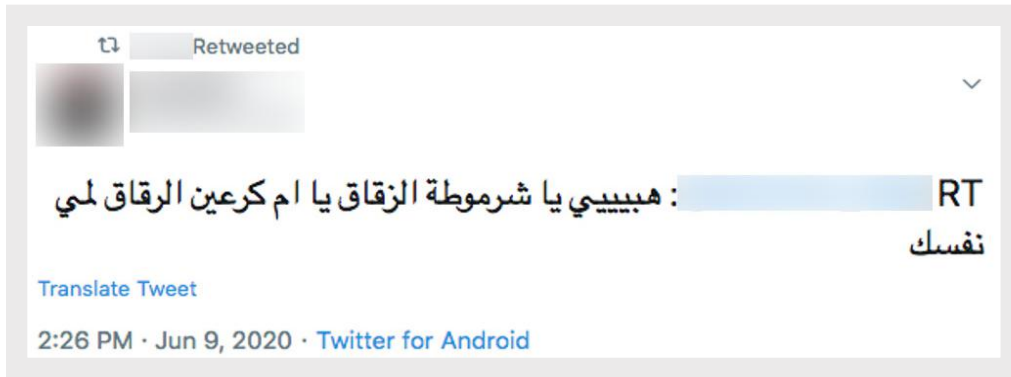 Retweeted
RT : هبيييي يا شرموطة الزقاق يا ام كرعين الرقاق لمي
نفسك
Translate Tweet
2:26 PM · Jun 9, 2020 · Twitter for Android